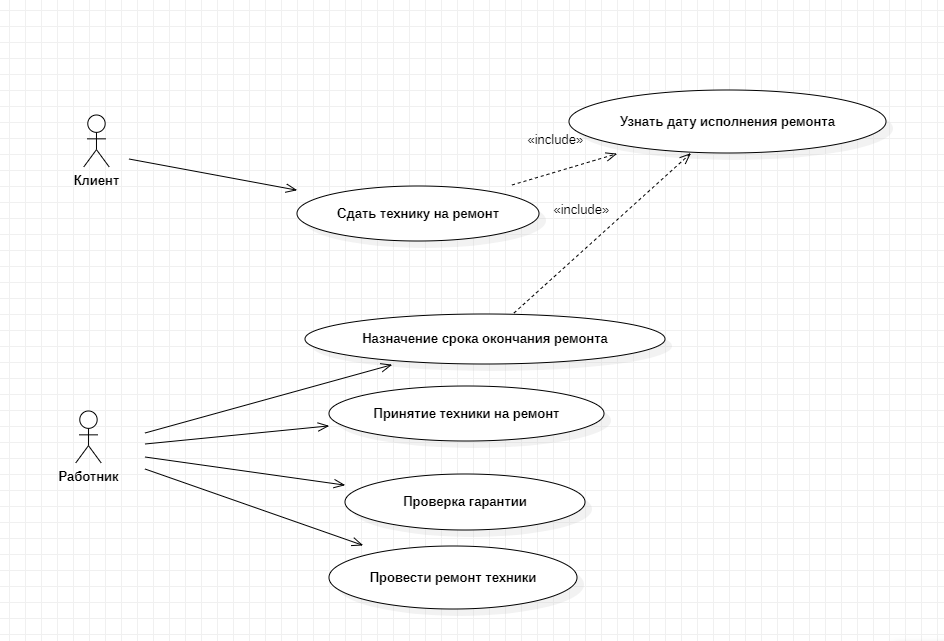 Узнать дату исполнения ремонта
«include»
Клиент
Сдать технику на ремонт
«include»
Назначение срока окончания ремонта
Принятие техники на ремонт
Работник
Проверка гарантии
Провести ремонт техники